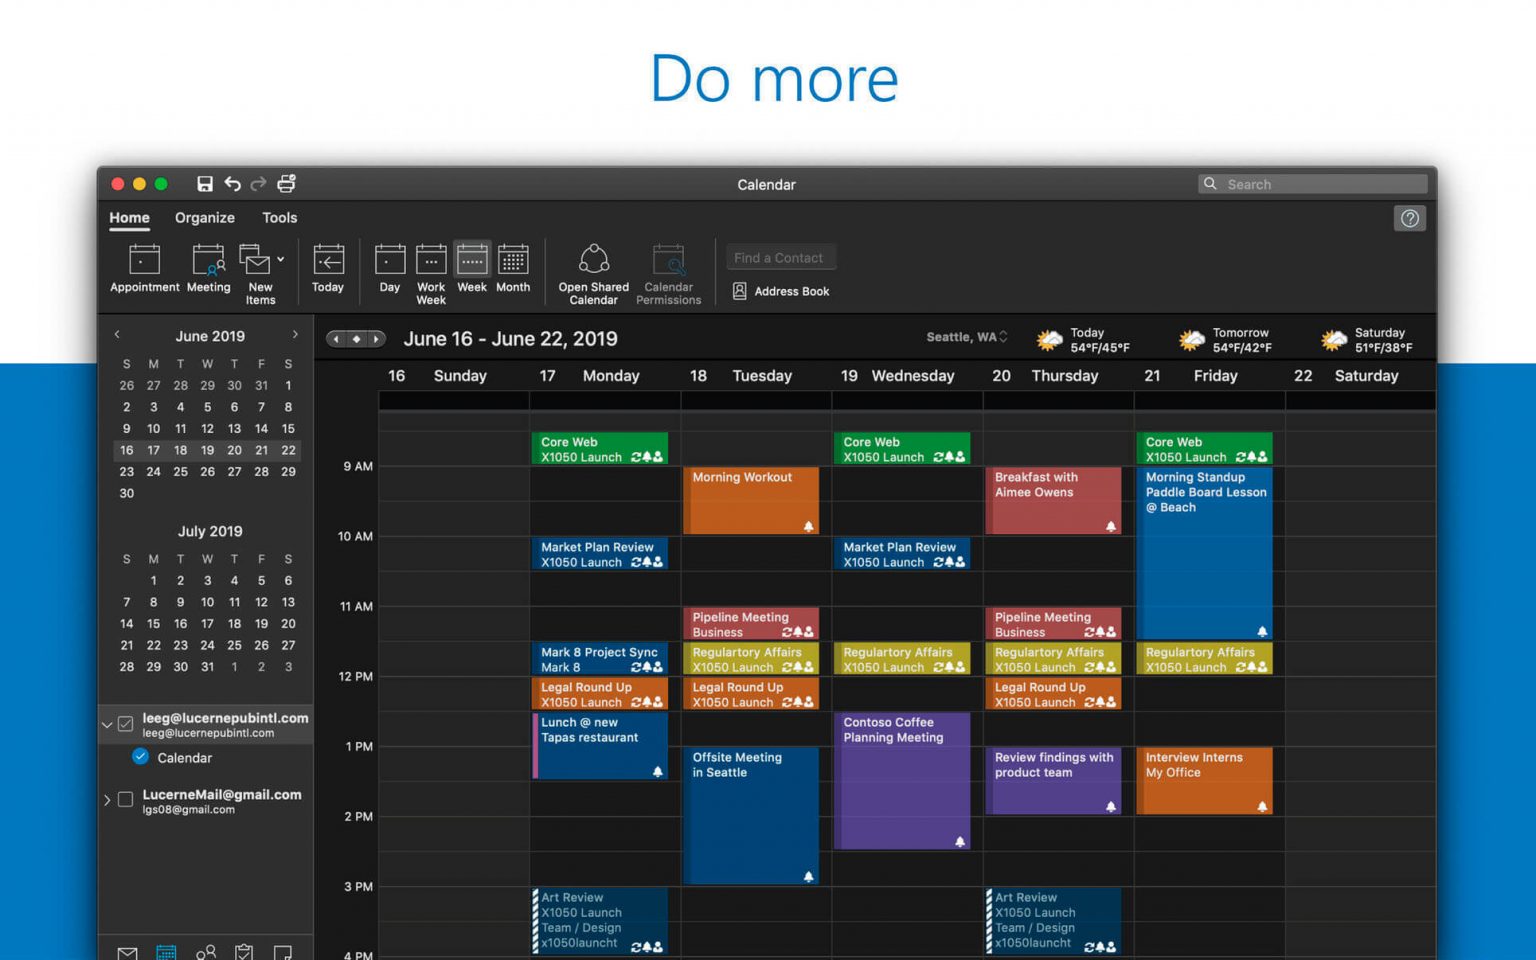 Do more
Calendar
Search
Home Organize Tools
Appointment Meeting New Items Today Day Work Week Week Month Open Shared Calendar Calendar Permissions
Find a Contact
Address Book
June 2019
S M T W T F S
26 27 28 29 30 31 1
2 3 4 5 6 7 8
9 10 11 12 13 14 15
16 17 18 19 20 21 22
23 24 25 26 27 28 29
30
July 2019
S M T W T F S
1 2 3 4 5 6
7 8 9 10 11 12 13
14 15 16 17 18 19 20
21 22 23 24 25 26 27
28 29 30 31 1 2 3
leeg@lucernepubintl.com
leeg@lucernepubintl.com
Calendar
LucerneMail@gmail.com
lgs08@gmail.com
June 16 - June 22, 2019
Seattle, WA
Today
54°F/45°F
Tomorrow
54°F/42°F
Saturday
51°F/38°F
16 Sunday 17 Monday 18 Tuesday 19 Wednesday 20 Thursday 21 Friday 22 Saturday
9 AM
10 AM
11 AM
12 PM
1 PM
2 PM
3 PM
4 PM
Core Web
X1050 Launch
Market Plan Review
X1050 Launch
Mark 8 Project Sync
Mark 8
Legal Round Up
X1050 Launch
Lunch @ new
Tapas restaurant
Art Review
X1050 Launch
Team / Design
x1050launcht
Morning Workout
Pipeline Meeting
Business
Regulartory Affairs
X1050 Launch
Legal Round Up
X1050 Launch
Offsite Meeting
in Seattle
Core Web
X1050 Launch
Market Plan Review
X1050 Launch
Regulartory Affairs
X1050 Launch
Contoso Coffee
Planning Meeting
Breakfast with
Aimee Owens
Pipeline Meeting
Business
Regulartory Affairs
X1050 Launch
Legal Round Up
X1050 Launch
Review findings with
product team
Art Review
X1050 Launch
Team / Design
x1050launcht
Core Web
X1050 Launch
Morning Standup
Paddle Board Lesson
@ Beach
Regulartory Affairs
X1050 Launch
Interview Interns
My Office